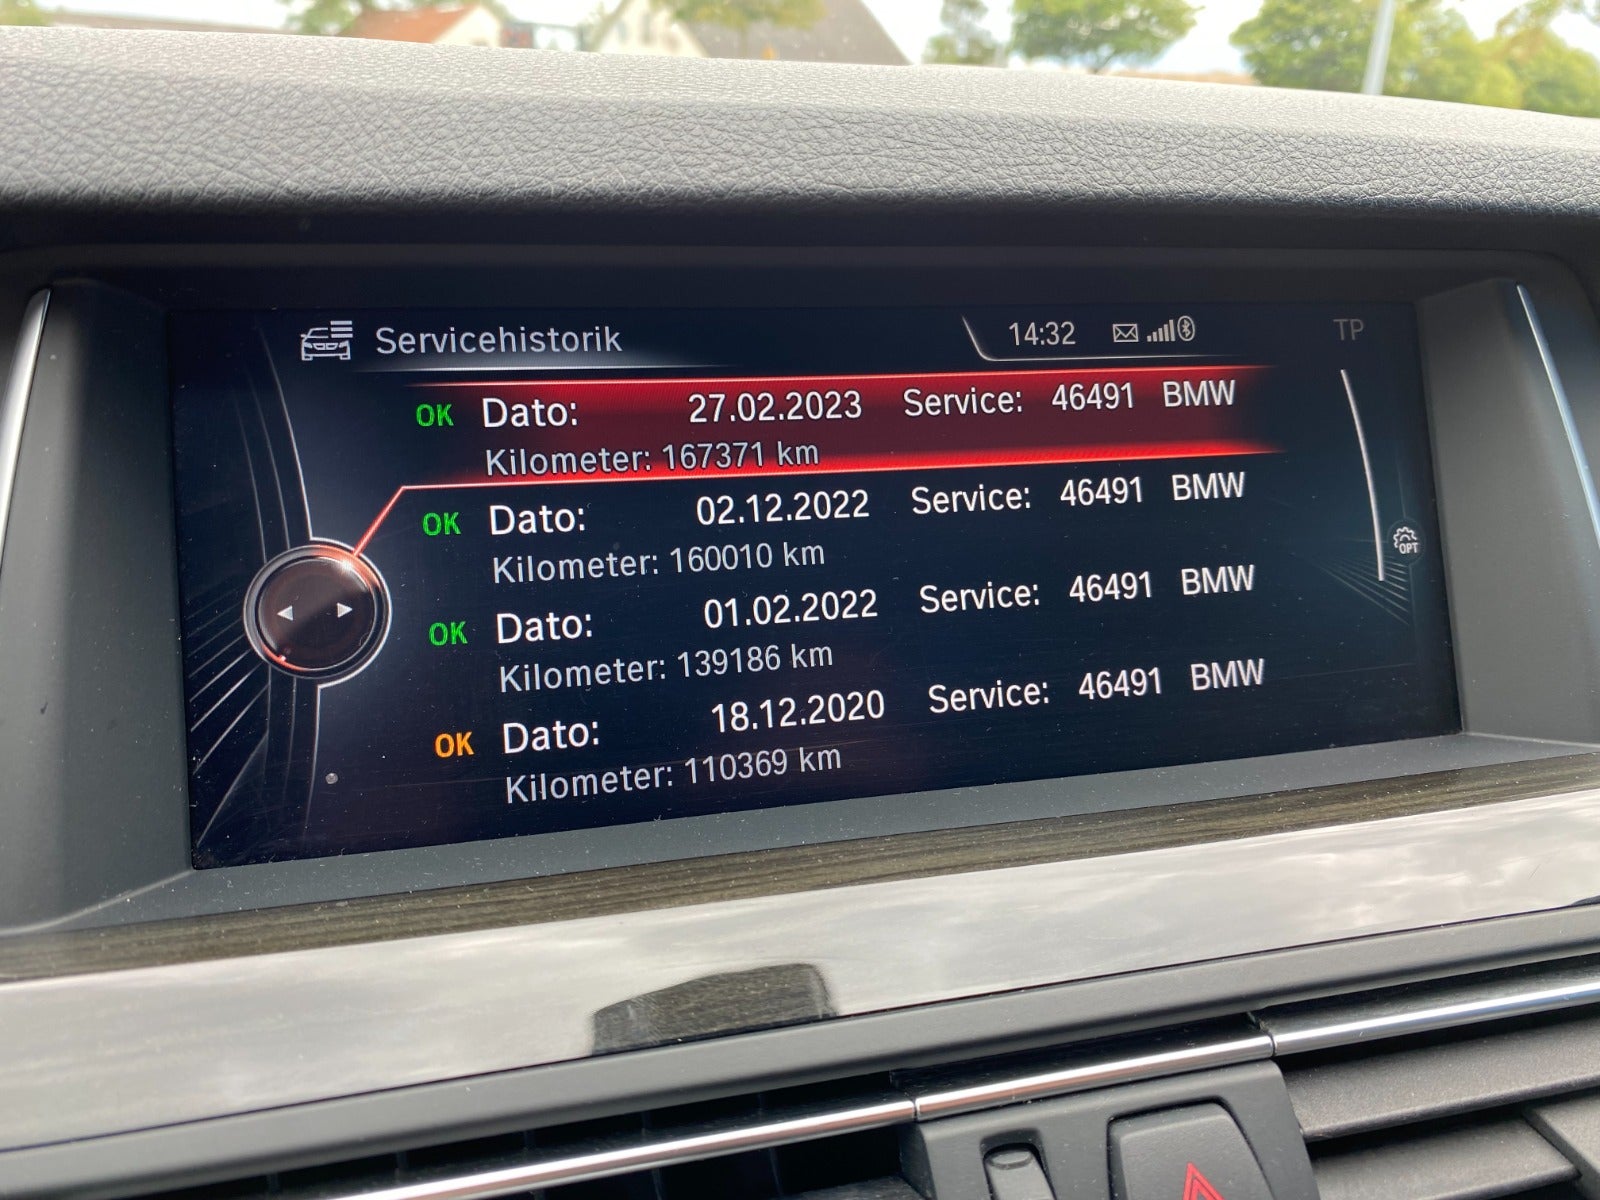 Servicehistorik 14:32 TP
OK Dato: 27.02.2023 Service: 46491 BMW
Kilometer: 167371 km
OK Dato: 02.12.2022 Service: 46491 BMW
Kilometer: 160010 km
OPT
OK Dato: 01.02.2022 Service: 46491 BMW
Kilometer: 139186 km
OK Dato: 18.12.2020 Service: 46491 BMW
Kilometer: 110369 km